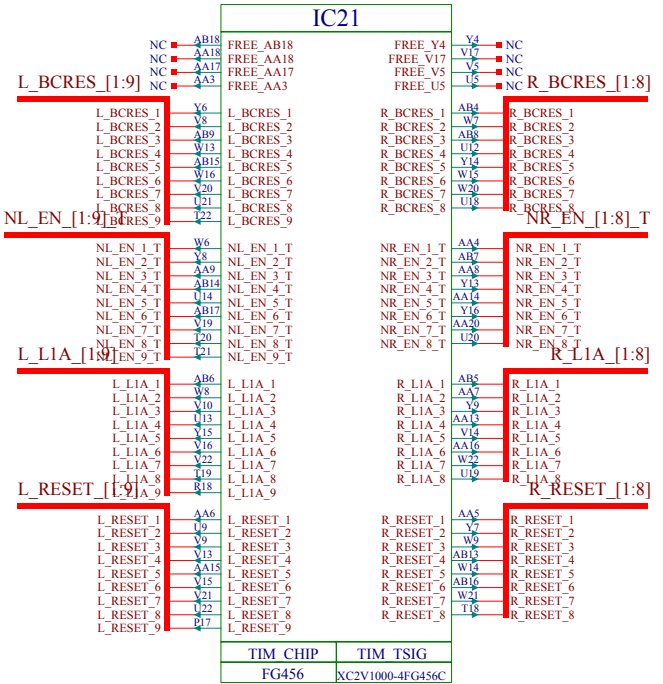 IC21
NC AB18 FREE_AB18 FREE_Y4 Y4 NC
NC AA18 FREE_AA18 FREE_V17 V17 NC
NC AA17 FREE_AA17 FREE_V5 V5 NC
NC AA3 FREE_AA3 FREE_U5 U5 NC
L_BCRES_[1:9] R_BCRES_[1:8]
L_BCRES_1 Y6 L_BCRES_1 R_BCRES_1 AB4 R_BCRES_1
L_BCRES_2 V8 L_BCRES_2 R_BCRES_2 W7 R_BCRES_2
L_BCRES_3 AB9 L_BCRES_3 R_BCRES_3 AB8 R_BCRES_3
L_BCRES_4 W13 L_BCRES_4 R_BCRES_4 U12 R_BCRES_4
L_BCRES_5 AB15 L_BCRES_5 R_BCRES_5 Y14 R_BCRES_5
L_BCRES_6 W16 L_BCRES_6 R_BCRES_6 W15 R_BCRES_6
L_BCRES_7 V20 L_BCRES_7 R_BCRES_7 W20 R_BCRES_7
L_BCRES_8 U21 L_BCRES_8 R_BCRES_8 U18 R_BCRES_8
L_BCRES_9 T22 L_BCRES_9
NL_EN_[1:9]_T NR_EN_[1:8]_T
NL_EN_1_T W6 NL_EN_1_T NR_EN_1_T AA4 NR_EN_1_T
NL_EN_2_T Y8 NL_EN_2_T NR_EN_2_T AB7 NR_EN_2_T
NL_EN_3_T AA9 NL_EN_3_T NR_EN_3_T AA8 NR_EN_3_T
NL_EN_4_T AB14 NL_EN_4_T NR_EN_4_T Y13 NR_EN_4_T
NL_EN_5_T U14 NL_EN_5_T NR_EN_5_T AA14 NR_EN_5_T
NL_EN_6_T AB17 NL_EN_6_T NR_EN_6_T Y16 NR_EN_6_T
NL_EN_7_T V19 NL_EN_7_T NR_EN_7_T AA20 NR_EN_7_T
NL_EN_8_T T20 NL_EN_8_T NR_EN_8_T U20 NR_EN_8_T
NL_EN_9_T T21 NL_EN_9_T
L_L1A_[1:9] R_L1A_[1:8]
L_L1A_1 AB6 L_L1A_1 R_L1A_1 AB5 R_L1A_1
L_L1A_2 W8 L_L1A_2 R_L1A_2 AA7 R_L1A_2
L_L1A_3 V10 L_L1A_3 R_L1A_3 Y9 R_L1A_3
L_L1A_4 U13 L_L1A_4 R_L1A_4 AA13 R_L1A_4
L_L1A_5 Y15 L_L1A_5 R_L1A_5 V14 R_L1A_5
L_L1A_6 V16 L_L1A_6 R_L1A_6 AA16 R_L1A_6
L_L1A_7 V22 L_L1A_7 R_L1A_7 W22 R_L1A_7
L_L1A_8 T19 L_L1A_8 R_L1A_8 U19 R_L1A_8
L_L1A_9 R18 L_L1A_9
L_RESET_[1:9] R_RESET_[1:8]
L_RESET_1 AA6 L_RESET_1 R_RESET_1 AA5 R_RESET_1
L_RESET_2 U9 L_RESET_2 R_RESET_2 Y7 R_RESET_2
L_RESET_3 V9 L_RESET_3 R_RESET_3 W9 R_RESET_3
L_RESET_4 V13 L_RESET_4 R_RESET_4 AB13 R_RESET_4
L_RESET_5 AA15 L_RESET_5 R_RESET_5 W14 R_RESET_5
L_RESET_6 V15 L_RESET_6 R_RESET_6 AB16 R_RESET_6
L_RESET_7 V21 L_RESET_7 R_RESET_7 W21 R_RESET_7
L_RESET_8 U22 L_RESET_8 R_RESET_8 T18 R_RESET_8
L_RESET_9 P17 L_RESET_9
TIM_CHIP TIM_TSIG
FG456 XC2V1000-4FG456C